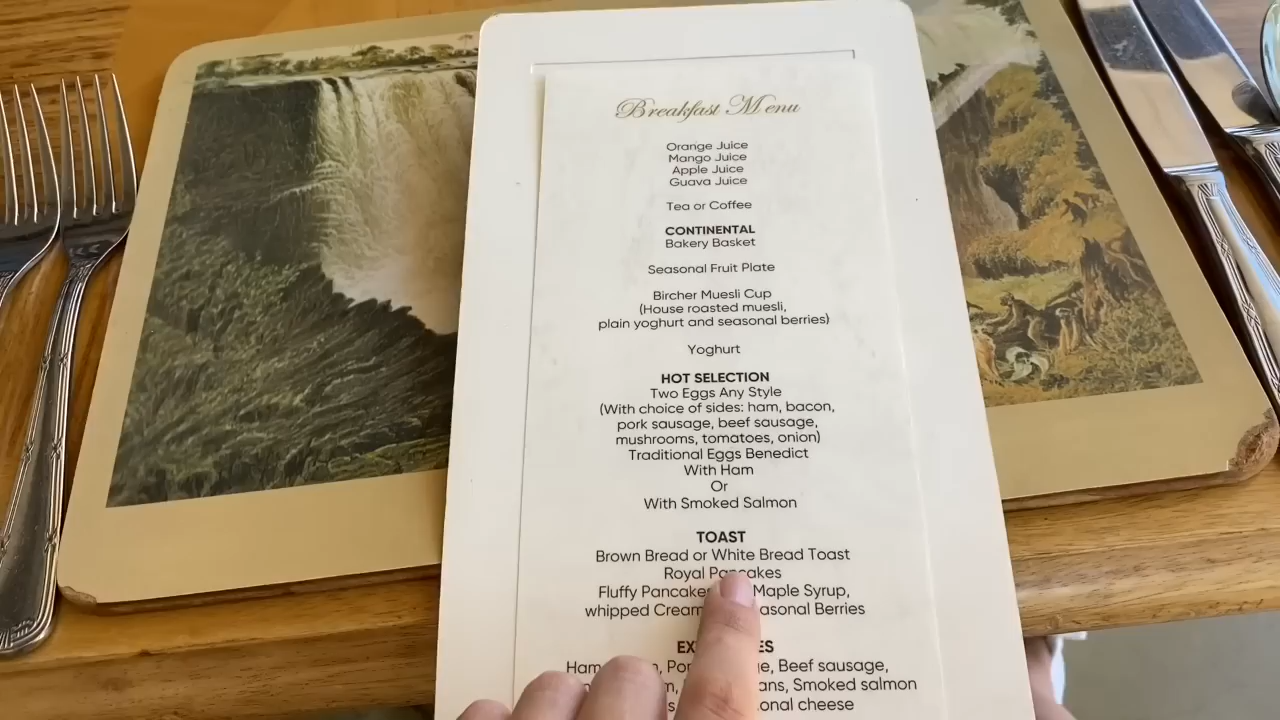 Breakfast Menu
Orange Juice
Mango Juice
Apple Juice
Guava Juice
Tea or Coffee
CONTINENTAL
Bakery Basket
Seasonal Fruit Plate
Bircher Muesli Cup
(House roasted muesli,
plain yoghurt and seasonal berries)
Yoghurt
HOT SELECTION
Two Eggs Any Style
(With choice of sides: ham, bacon,
pork sausage, beef sausage,
mushrooms, tomatoes, onion)
Traditional Eggs Benedict
With Ham
Or
With Smoked Salmon
TOAST
Brown Bread or White Bread Toast
Royal Pancakes
Fluffy Maple Syrup,
whipped Cream Berries
Beef sausage,
Smoked salmon
cheese